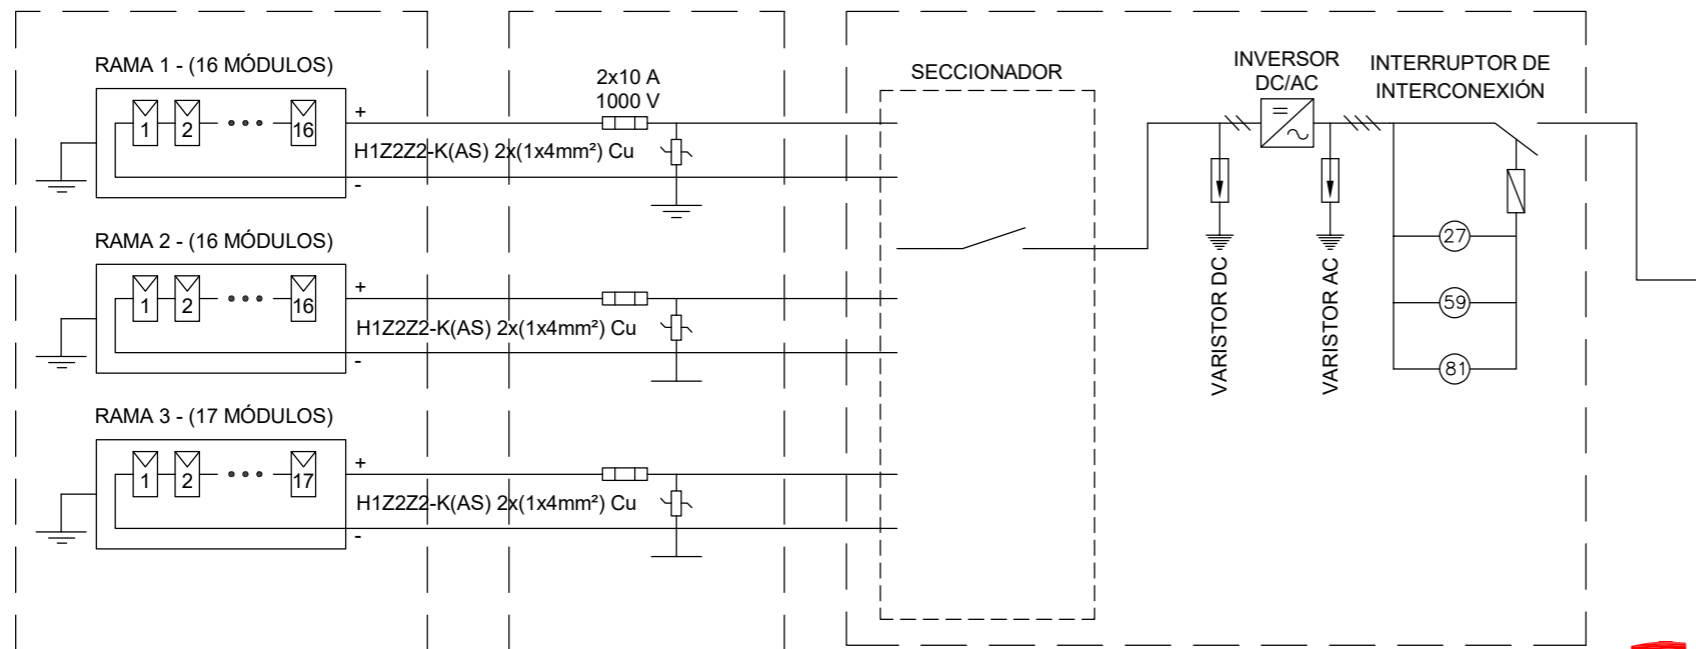 RAMA 1 - (16 MÓDULOS)
1
2
16
+
-
H1Z2Z2-K(AS) 2x(1x4mm²) Cu
2x10 A
1000 V
RAMA 2 - (16 MÓDULOS)
1
2
16
+
-
H1Z2Z2-K(AS) 2x(1x4mm²) Cu
RAMA 3 - (17 MÓDULOS)
1
2
17
+
-
H1Z2Z2-K(AS) 2x(1x4mm²) Cu
SECCIONADOR
INVERSOR
DC/AC
INTERRUPTOR DE
INTERCONEXIÓN
VARISTOR DC
VARISTOR AC
27
59
81